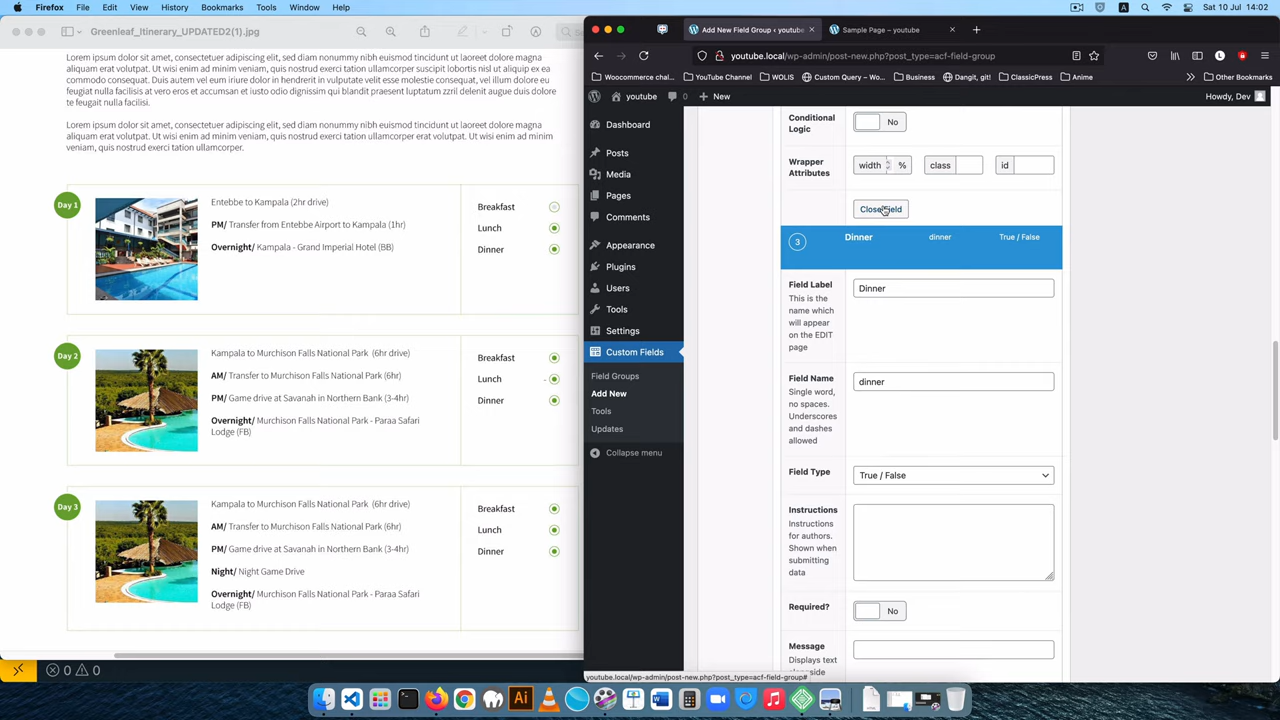 Firefox File Edit View History Bookmarks Tools Window Help
Sat 10 Jul 14:02
Greenleaf_Itinerary_UPDATED2(1).jpg
Lorem ipsum dolor sit amet, consectetuer adipiscing elit, sed diam nonummy nibh euismod tincidunt ut laoreet dolore magna
aliquam erat volutpat. Ut wisi enim ad minim veniam, quis nostrud exerci tation ullamcorper suscipit lobortis nisl ut aliquip ex ea
commodo consequat. Duis autem vel eum iriure dolor in hendrerit in vulputate velit esse molestie consequat, vel illum dolore eu
feugiat nulla facilisis at vero eros et accumsan et iusto odio dignissim qui blandit praesent luptatum zzril delenit augue duis dolore
te feugait nulla facilisi.
Lorem ipsum dolor sit amet, consectetuer adipiscing elit, sed diam nonummy nibh euismod tincidunt ut laoreet dolore magna
aliquam erat volutpat. Ut wisi enim ad minim veniam, quis nostrud exerci tation ullamcorper suscipit lobortis nisl ut wisi enim ad
minim veniam, quis nostrud exerci ullamcorper.
Day 1
Entebbe to Kampala (2hr drive)
PM/ Transfer from Entebbe Airport to Kampala (1hr)
Overnight/ Kampala - Grand Imperial Hotel (BB)
Breakfast
Lunch
Dinner
Day 2
Kampala to Murchison Falls National Park (6hr drive)
AM/ Transfer to Murchison Falls National Park (6hr)
PM/ Game drive at Savanah in Northern Bank (3-4hr)
Overnight/ Murchison Falls National Park - Paraa Safari
Lodge (FB)
Breakfast
Lunch
Dinner
Day 3
Kampala to Murchison Falls National Park (6hr drive)
AM/ Transfer to Murchison Falls National Park (6hr)
PM/ Game drive at Savanah in Northern Bank (3-4hr)
Night/ Night Game Drive
Overnight/ Murchison Falls National Park - Paraa Safari
Lodge (FB)
Breakfast
Lunch
Dinner
0 0
Add New Field Group ‹ youtube
Sample Page – youtube
youtube.local/wp-admin/post-new.php?post_type=acf-field-group
Woocommerce chal... YouTube Channel WOLIS Custom Query – Wo... Business Dangit, git! ClassicPress Anime Other Bookmarks
youtube 0 New Howdy, Dev
Dashboard
Posts
Media
Pages
Comments
Appearance
Plugins
Users
Tools
Settings
Custom Fields
Field Groups
Add New
Tools
Updates
Collapse menu
Conditional
Logic
No
Wrapper
Attributes
width % class id
Close Field
3 Dinner dinner True / False
Field Label
This is the
name which
will appear
on the EDIT
page
Dinner
Field Name
Single word,
no spaces.
Underscores
and dashes
allowed
dinner
Field Type
True / False
Instructions
Instructions
for authors.
Shown when
submitting
data
Required?
No
Message
Displays text
alongside
youtube.local/wp-admin/post-new.php?post_type=acf-field-group#